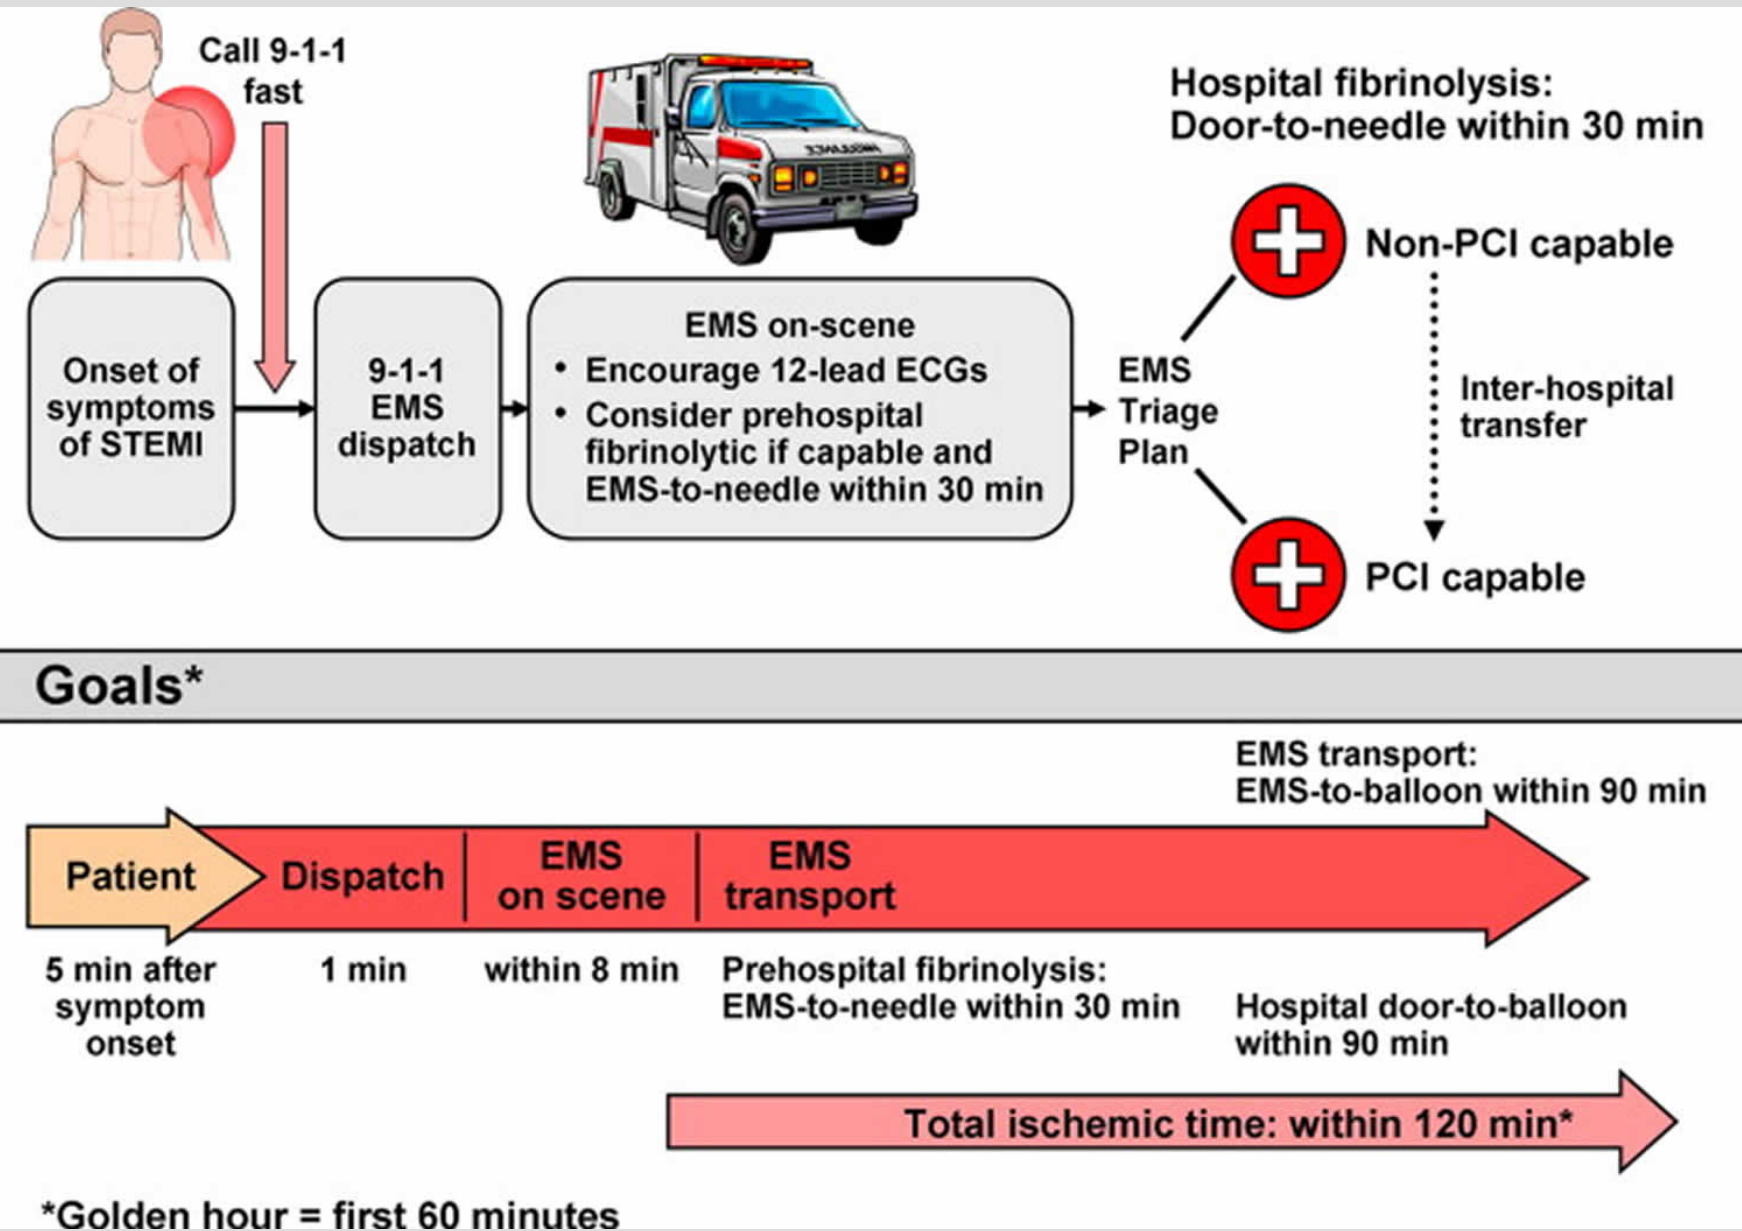 Call 9-1-1
fast
Hospital fibrinolysis:
Door-to-needle within 30 min
Onset of
symptoms
of STEMI
9-1-1
EMS
dispatch
EMS on-scene
• Encourage 12-lead ECGs
• Consider prehospital
fibrinolytic if capable and
EMS-to-needle within 30 min
EMS
Triage
Plan
Non-PCI capable
Inter-hospital
transfer
PCI capable
Goals*
EMS transport:
EMS-to-balloon within 90 min
Patient
Dispatch
EMS
on scene
EMS
transport
5 min after
symptom
onset
1 min
within 8 min
Prehospital fibrinolysis:
EMS-to-needle within 30 min
Hospital door-to-balloon
within 90 min
Total ischemic time: within 120 min*
*Golden hour = first 60 minutes